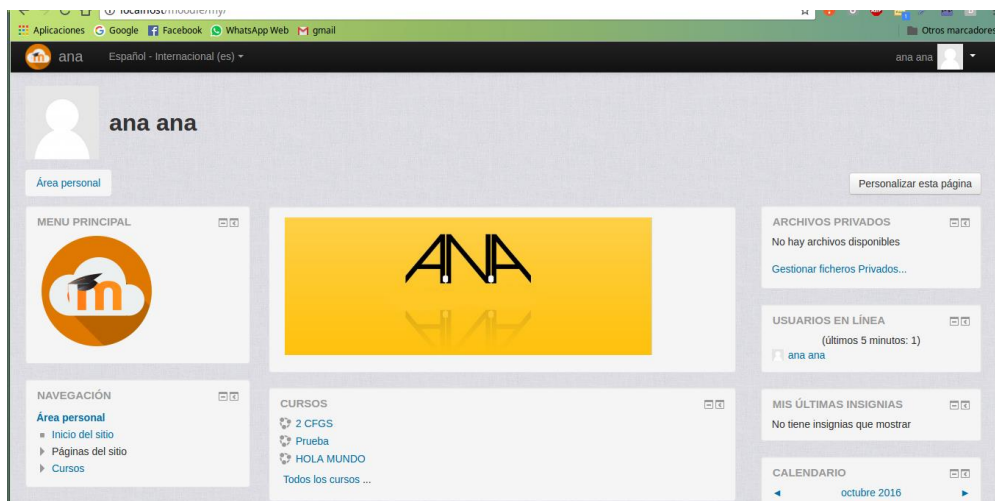 localhost/moodle/my/
Aplicaciones Google Facebook WhatsApp Web gmail Otros marcadores
ana Español - Internacional (es) ana ana
ana ana
Área personal
Personalizar esta página
MENU PRINCIPAL
m
ANA
ARCHIVOS PRIVADOS
No hay archivos disponibles
Gestionar ficheros Privados...
USUARIOS EN LÍNEA
(últimos 5 minutos: 1)
ana ana
NAVEGACIÓN
Área personal
Inicio del sitio
Páginas del sitio
Cursos
CURSOS
2 CFGS
Prueba
HOLA MUNDO
Todos los cursos ...
MIS ÚLTIMAS INSIGNIAS
No tiene insignias que mostrar
CALENDARIO
octubre 2016